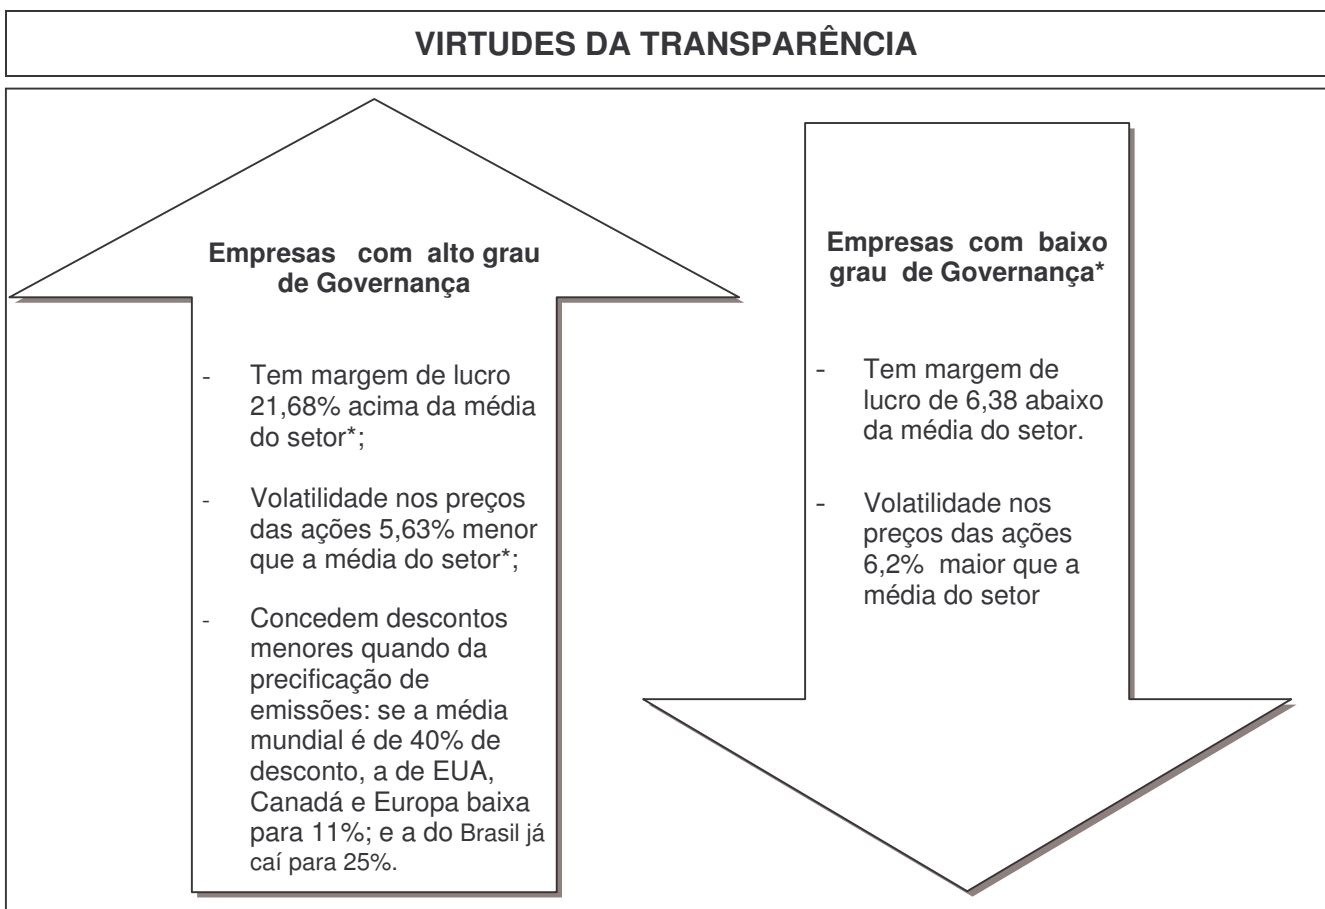 VIRTUDES DA TRANSPARÊNCIA
Empresas com alto grau
de Governança
- Tem margem de lucro
21,68% acima da média
do setor*;
- Volatilidade nos preços
das ações 5,63% menor
que a média do setor*;
- Concedem descontos
menores quando da
precificação de
emissões: se a média
mundial é de 40% de
desconto, a de EUA,
Canadá e Europa baixa
para 11%; e a do Brasil já
caí para 25%.
Empresas com baixo
grau de Governança*
- Tem margem de
lucro de 6,38 abaixo
da média do setor.
- Volatilidade nos
preços das ações
6,2% maior que a
média do setor